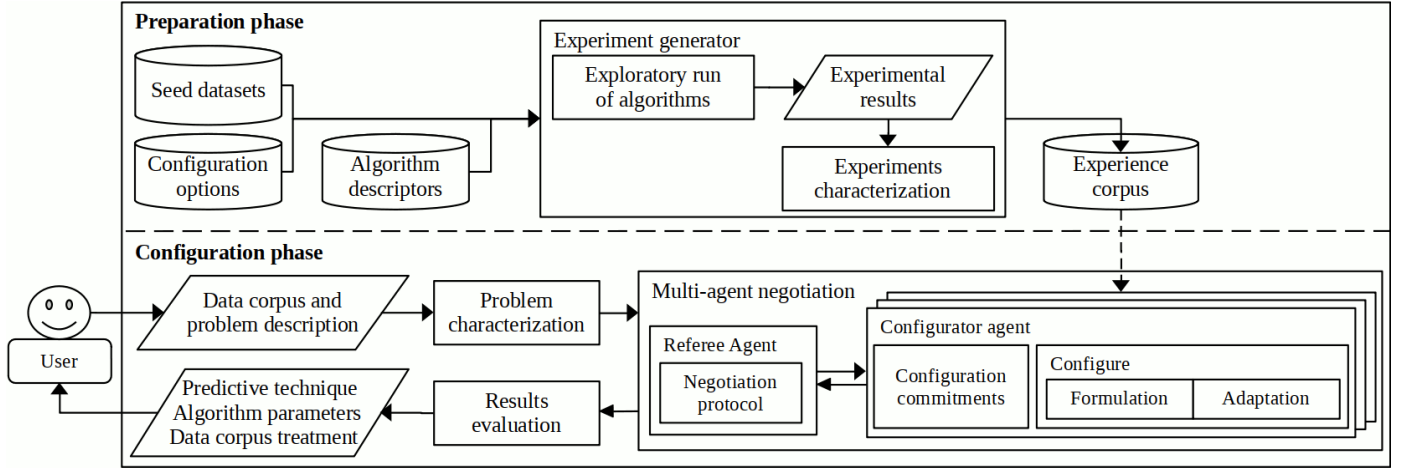 Preparation phase
Seed datasets
Configuration
options
Algorithm
descriptors
Experiment generator
Exploratory run
of algorithms
Experimental
results
Experiments
characterization
Experience
corpus
Configuration phase
User
Data corpus and
problem description
Problem
characterization
Multi-agent negotiation
Referee Agent
Negotiation
protocol
Configurator agent
Configuration
commitments
Configure
Formulation
Adaptation
Results
evaluation
Predictive technique
Algorithm parameters
Data corpus treatment